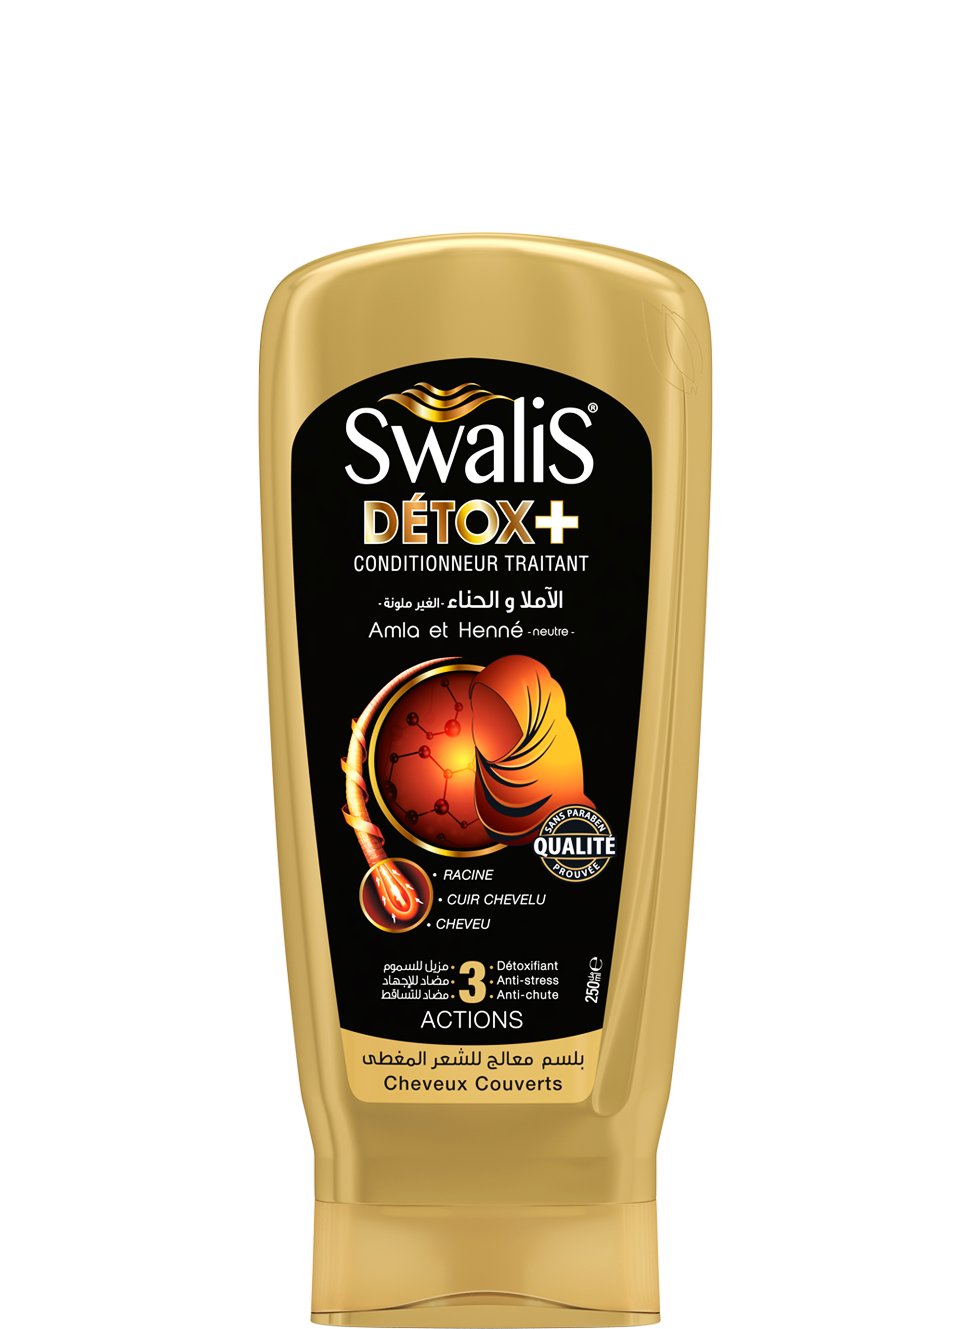 SwaliS®
DÉTOX+
CONDITIONNEUR TRAITANT
الآملا و الحناء -الغير ملونة-
Amla et Henné -neutre-
SANS PARABEN
QUALITÉ
PROUVÉE
• RACINE
• CUIR CHEVELU
• CHEVEU
مزيل للسموم •
مضاد للإجهاد •
مضاد للتساقط •
3
• Détoxifiant
• Anti-stress
• Anti-chute
ACTIONS
250mle
بلسم معالج للشعر المغطى
Cheveux Couverts